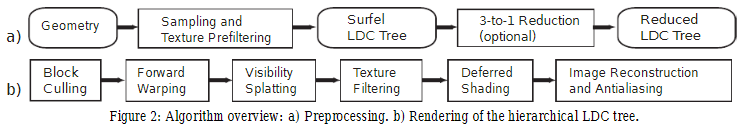 a)
Geometry
Sampling and
Texture Prefiltering
Surfel
LDC Tree
3-to-1 Reduction
(optional)
Reduced
LDC Tree
b)
Block
Culling
Forward
Warping
Visibility
Splatting
Texture
Filtering
Deferred
Shading
Image Reconstruction
and Antialiasing
Figure 2: Algorithm overview: a) Preprocessing. b) Rendering of the hierarchical LDC tree.